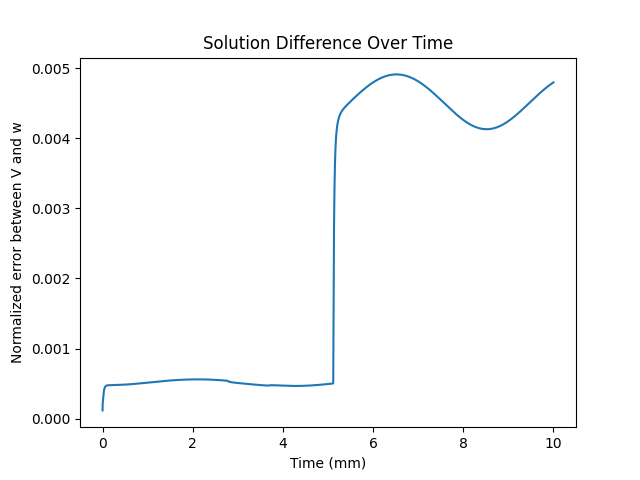 Solution Difference Over Time
Normalized error between V and w
0.005
0.004
0.003
0.002
0.001
0.000
0 2 4 6 8 10
Time (mm)